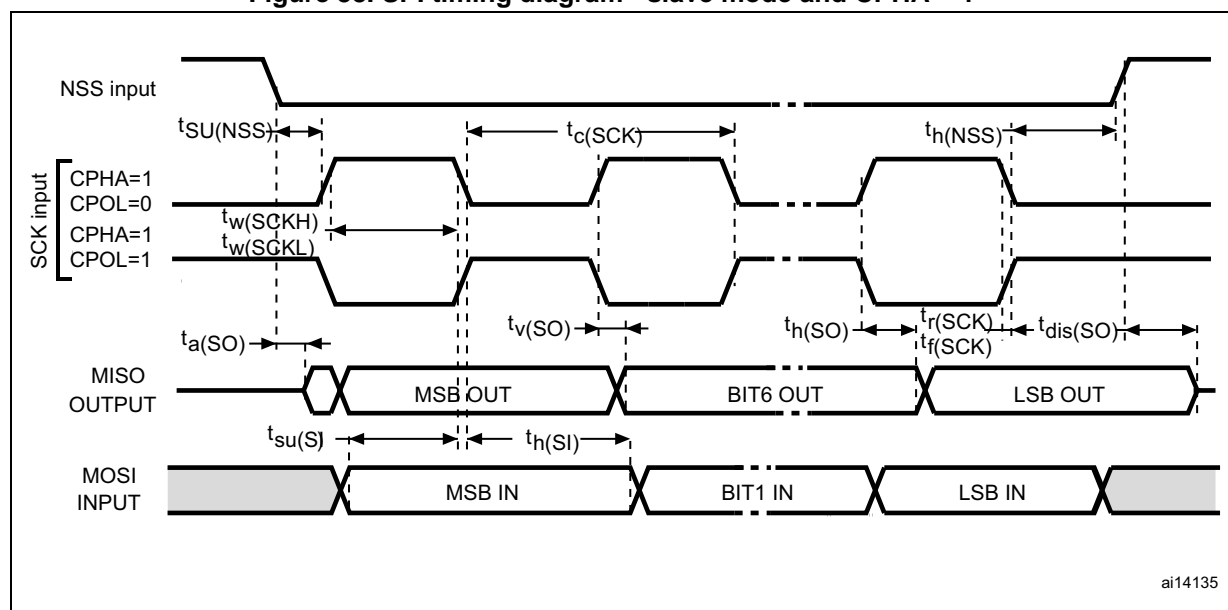 NSS input
tSU(NSS)
tc(SCK)
th(NSS)
SCK input
CPHA=1
CPOL=0
tw(SCKH)
tw(SCKL)
CPHA=1
CPOL=1
ta(SO)
tv(SO)
th(SO)
tr(SCK)
tf(SCK)
tdis(SO)
MISO
OUTPUT
MSB OUT
BIT6 OUT
LSB OUT
tsu(SI)
th(SI)
MOSI
INPUT
MSB IN
BIT1 IN
LSB IN
ai14135